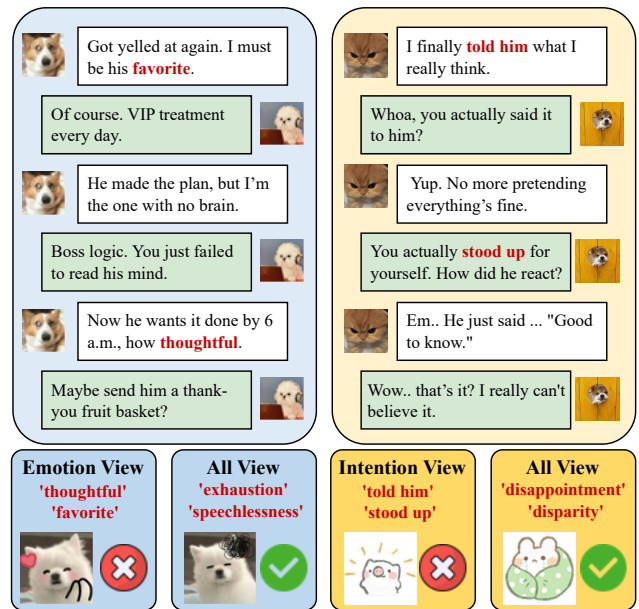 Got yelled at again. I must
be his favorite.
Of course. VIP treatment
every day.
He made the plan, but I'm
the one with no brain.
Boss logic. You just failed
to read his mind.
Now he wants it done by 6
a.m., how thoughtful.
Maybe send him a thank-
you fruit basket?
I finally told him what I
really think.
Whoa, you actually said it
to him?
Yup. No more pretending
everything's fine.
You actually stood up for
yourself. How did he react?
Em.. He just said ... "Good
to know."
Wow.. that's it? I really can't
believe it.
Emotion View
'thoughtful'
'favorite'
All View
'exhaustion'
'speechlessness'
Intention View
'told him'
'stood up'
All View
'disappointment'
'disparity'